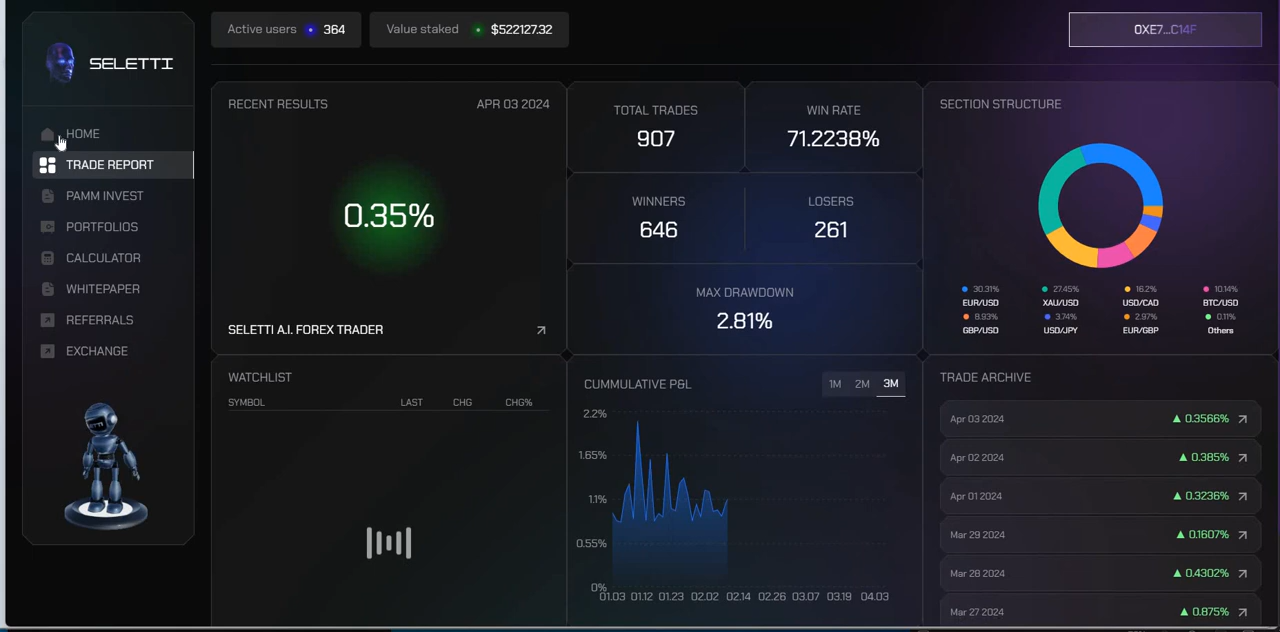 SELETTI
HOME
TRADE REPORT
PAMM INVEST
PORTFOLIOS
CALCULATOR
WHITEPAPER
REFERRALS
EXCHANGE
Active users 364
Value staked $522127.32
0XE7...C14F
RECENT RESULTS APR 03 2024
0.35%
SELETTI A.I. FOREX TRADER
TOTAL TRADES
907
WIN RATE
71.2238%
WINNERS
646
LOSERS
261
MAX DRAWDOWN
2.81%
SECTION STRUCTURE
30.31% 27.45% 16.2% 10.14%
EUR/USD XAU/USD USD/CAD BTC/USD
8.93% 3.74% 2.97% 0.11%
GBP/USD USD/JPY EUR/GBP Others
WATCHLIST
SYMBOL LAST CHG CHG%
CUMMULATIVE P&L 1M 2M 3M
2.2%
1.65%
1.1%
0.55%
0%
01.03 01.12 01.23 02.02 02.14 02.26 03.07 03.19 04.03
TRADE ARCHIVE
Apr 03 2024 ▲ 0.3566%
Apr 02 2024 ▲ 0.385%
Apr 01 2024 ▲ 0.3236%
Mar 29 2024 ▲ 0.1607%
Mar 28 2024 ▲ 0.4302%
Mar 27 2024 ▲ 0.875%